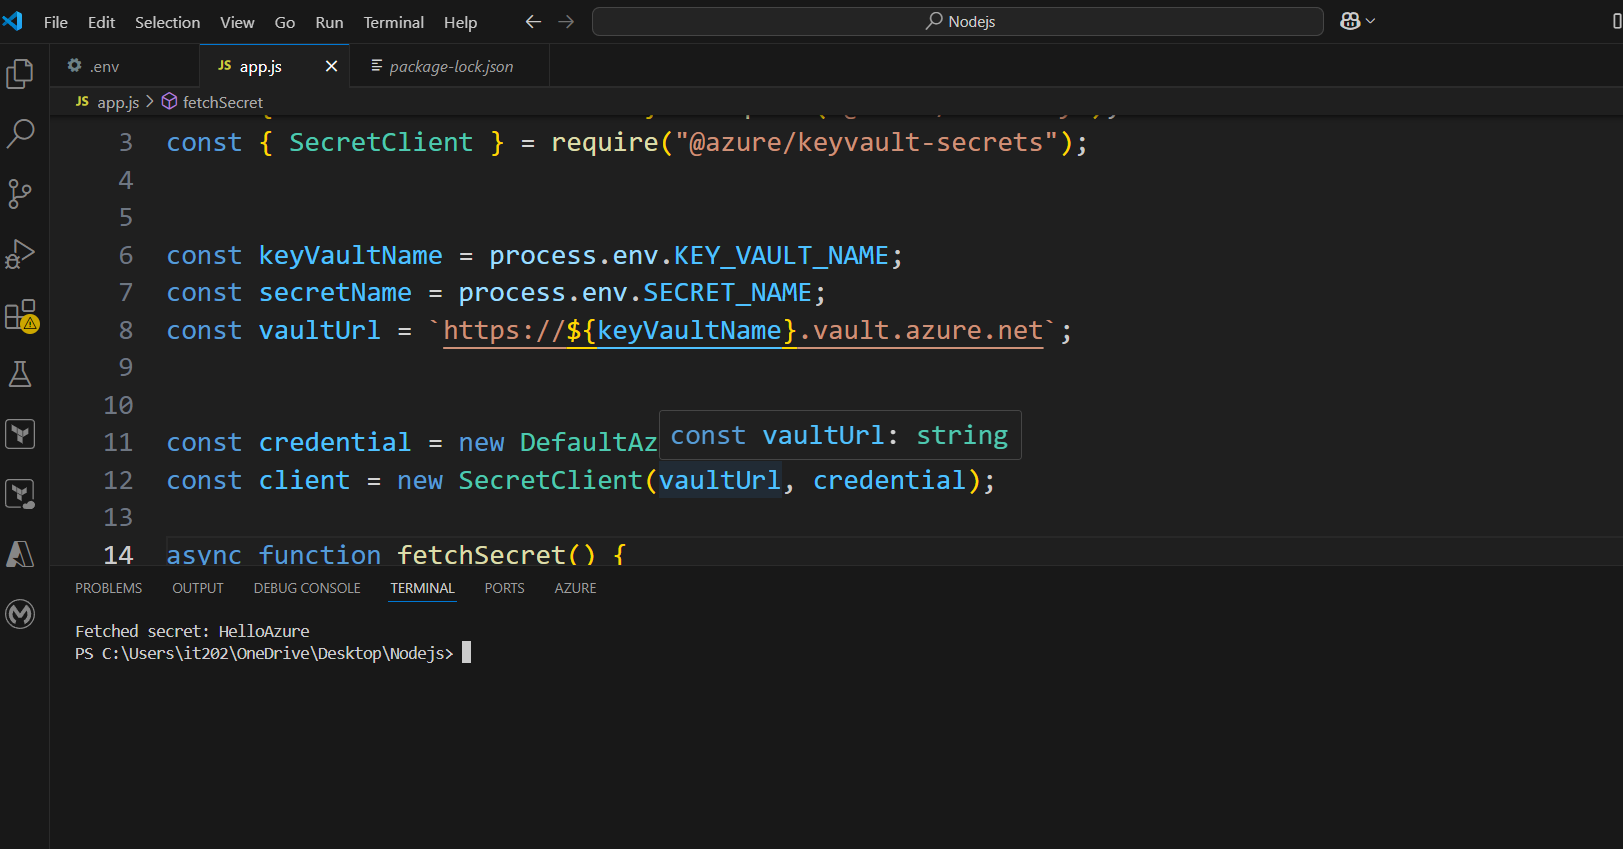 File Edit Selection View Go Run Terminal Help Nodejs
.env JS app.js package-lock.json
JS app.js fetchSecret
3 const { SecretClient } = require("@azure/keyvault-secrets");
4
5
6 const keyVaultName = process.env.KEY_VAULT_NAME;
7 const secretName = process.env.SECRET_NAME;
8 const vaultUrl = `https://${keyVaultName}.vault.azure.net`;
9
10
const vaultUrl: string
11 const credential = new DefaultAz
12 const client = new SecretClient(vaultUrl, credential);
13
14 async function fetchSecret() {
PROBLEMS OUTPUT DEBUG CONSOLE TERMINAL PORTS AZURE
Fetched secret: HelloAzure
PS C:\Users\it202\OneDrive\Desktop\Nodejs>